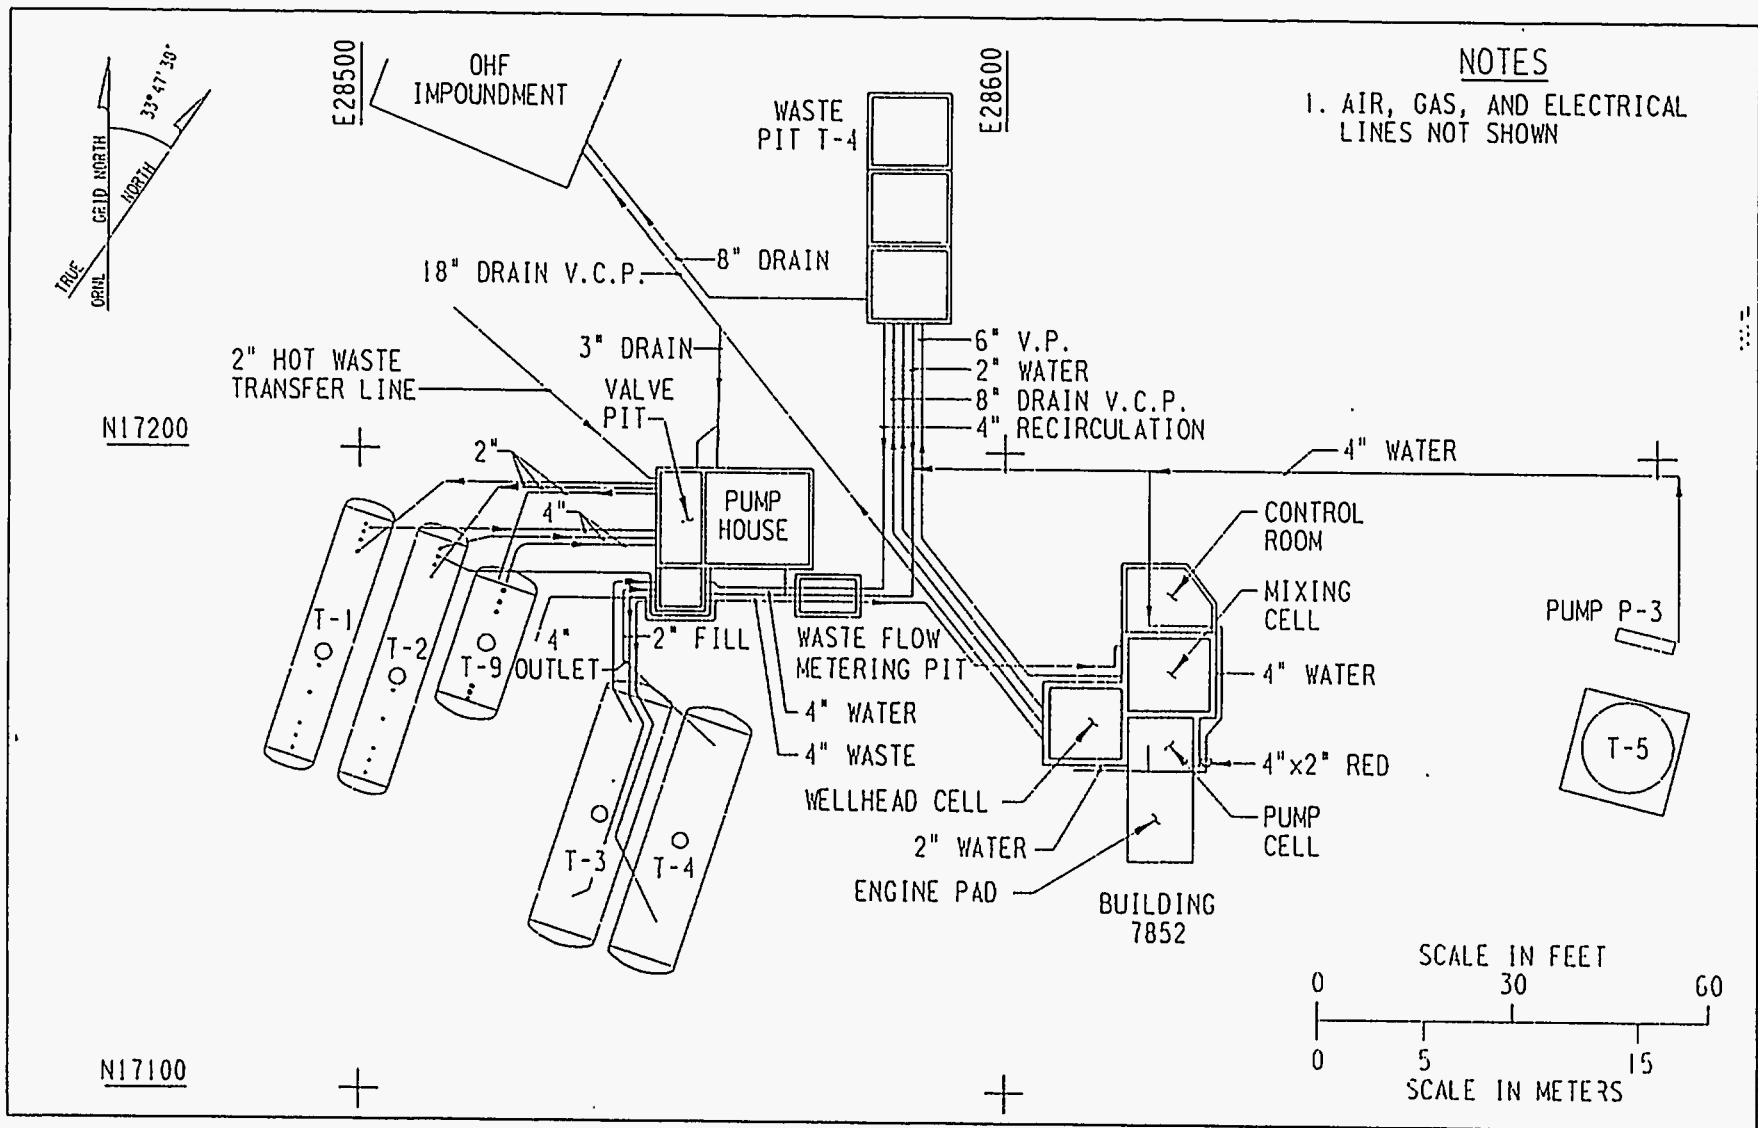 NOTES
1. AIR, GAS, AND ELECTRICAL
LINES NOT SHOWN
33° 47' 30"
ORNL GRID NORTH
TRUE NORTH
E28500
OHF
IMPOUNDMENT
WASTE
PIT T-4
E28600
18" DRAIN V.C.P.
8" DRAIN
3" DRAIN
2" HOT WASTE
TRANSFER LINE
VALVE
PIT
6" V.P.
2" WATER
8" DRAIN V.C.P.
4" RECIRCULATION
N17200
2"
4"
4" WATER
PUMP
HOUSE
CONTROL
ROOM
MIXING
CELL
PUMP P-3
T-1
T-2
T-9
4"
OUTLET
2" FILL
WASTE FLOW
METERING PIT
4" WATER
4" WATER
4" WASTE
T-5
4"x2" RED
WELLHEAD CELL
PUMP
CELL
2" WATER
T-3
T-4
ENGINE PAD
BUILDING
7852
SCALE IN FEET
0 30 60
0 5 15
SCALE IN METERS
N17100